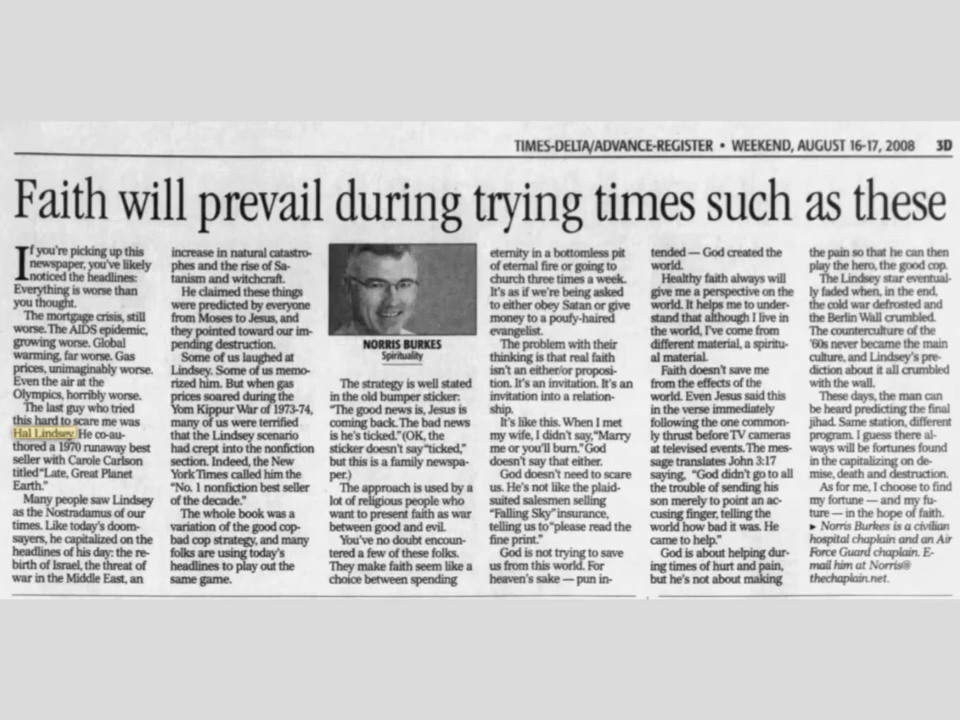 TIMES-DELTA/ADVANCE-REGISTER • WEEKEND, AUGUST 16-17, 2008 3D
Faith will prevail during trying times such as these
If you're picking up this
newspaper, you've likely
noticed the headlines:
Everything is worse than
you thought.
The mortgage crisis, still
worse. The AIDS epidemic,
growing worse. Global
warming, far worse. Gas
prices, unimaginably worse.
Even the air at the
Olympics, horribly worse.
The last guy who tried
this hard to scare me was
Hal Lindsey. He co-au-
thored a 1970 runaway best
seller with Carole Carlson
titled "Late, Great Planet
Earth."
Many people saw Lindsey
as the Nostradamus of our
times. Like today's doom-
sayers, he capitalized on the
headlines of his day: the re-
birth of Israel, the threat of
war in the Middle East, an
increase in natural catastro-
phes and the rise of Sa-
tanism and witchcraft.
He claimed these things
were predicted by everyone
from Moses to Jesus, and
they pointed toward our im-
pending destruction.
Some of us laughed at
Lindsey. Some of us memo-
rized him. But when gas
prices soared during the
Yom Kippur War of 1973-74,
many of us were terrified
that the Lindsey scenario
had crept into the nonfiction
section. Indeed, the New
York Times called him the
"No. 1 nonfiction best seller
of the decade."
The whole book was a
variation of the good cop-
bad cop strategy, and many
folks are using today's
headlines to play out the
same game.
NORRIS BURKES
Spirituality
The strategy is well stated
in the old bumper sticker:
"The good news is, Jesus is
coming back. The bad news
is he's ticked." (OK, the
sticker doesn't say "ticked,"
but this is a family newspa-
per.)
The approach is used by a
lot of religious people who
want to present faith as war
between good and evil.
You've no doubt encoun-
tered a few of these folks.
They make faith seem like a
choice between spending
eternity in a bottomless pit
of eternal fire or going to
church three times a week.
It's as if we're being asked
to either obey Satan or give
money to a poufy-haired
evangelist.
The problem with their
thinking is that real faith
isn't an either/or proposi-
tion. It's an invitation. It's an
invitation into a relation-
ship.
It's like this. When I met
my wife, I didn't say, "Marry
me or you'll burn." God
doesn't say that either.
God doesn't need to scare
us. He's not like the plaid-
suited salesmen selling
"Falling Sky" insurance,
telling us to "please read the
fine print."
God is not trying to save
us from this world. For
heaven's sake — pun in-
tended — God created the
world.
Healthy faith always will
give me a perspective on the
world. It helps me to under-
stand that although I live in
the world, I've come from
different material, a spiritu-
al material.
Faith doesn't save me
from the effects of the
world. Even Jesus said this
in the verse immediately
following the one common-
ly thrust before TV cameras
at televised events. The mes-
sage translates John 3:17
saying, "God didn't go to all
the trouble of sending his
son merely to point an ac-
cusing finger, telling the
world how bad it was. He
came to help."
God is about helping dur-
ing times of hurt and pain,
but he's not about making
the pain so that he can then
play the hero, the good cop.
The Lindsey star eventual-
ly faded when, in the end,
the cold war defrosted and
the Berlin Wall crumbled.
The counterculture of the
'60s never became the main
culture, and Lindsey's pre-
diction about it all crumbled
with the wall.
These days, the man can
be heard predicting the final
jihad. Same station, different
program. I guess there al-
ways will be fortunes found
in the capitalizing on de-
mise, death and destruction.
As for me, I choose to find
my fortune — and my fu-
ture — in the hope of faith.
▸ Norris Burkes is a civilian
hospital chaplain and an Air
Force Guard chaplain. E-
mail him at Norris@
thechaplain.net.